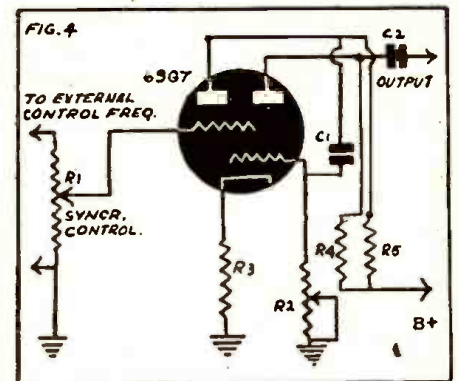 FIG. 4
6SG7
C2
OUTPUT
TO EXTERNAL
CONTROL FREQ.
C1
R1
SYNCR.
CONTROL.
R3
R4
R5
R2
B+